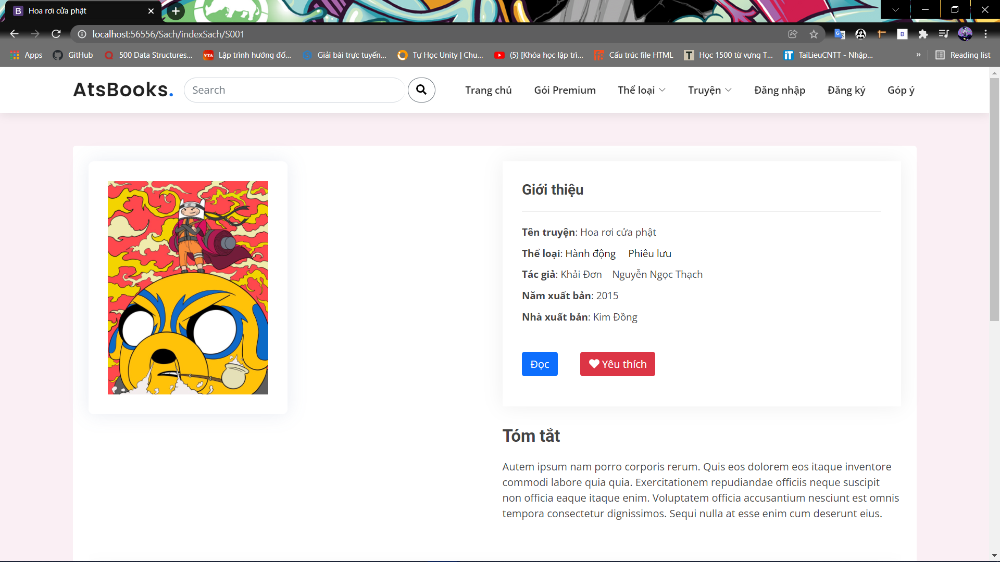 Hoa rơi cửa phật
localhost:56556/Sach/indexSach/S001
Apps GitHub 500 Data Structures... Lập trình hướng đố... Giải bài trực tuyến... Tự Học Unity | Chu... (5) [Khóa học lập trì... Cấu trúc file HTML Học 1500 từ vựng T... TaiLieuCNTT - Nhập... » Reading list
AtsBooks. Search Trang chủ Gói Premium Thể loại Truyện Đăng nhập Đăng ký Góp ý
Giới thiệu
Tên truyện: Hoa rơi cửa phật
Thể loại: Hành động Phiêu lưu
Tác giả: Khải Đơn Nguyễn Ngọc Thạch
Năm xuất bản: 2015
Nhà xuất bản: Kim Đồng
Đọc Yêu thích
Tóm tắt
Autem ipsum nam porro corporis rerum. Quis eos dolorem eos itaque inventore
commodi labore quia quia. Exercitationem repudiandae officiis neque suscipit
non officia eaque itaque enim. Voluptatem officia accusantium nesciunt est omnis
tempora consectetur dignissimos. Sequi nulla at esse enim cum deserunt eius.